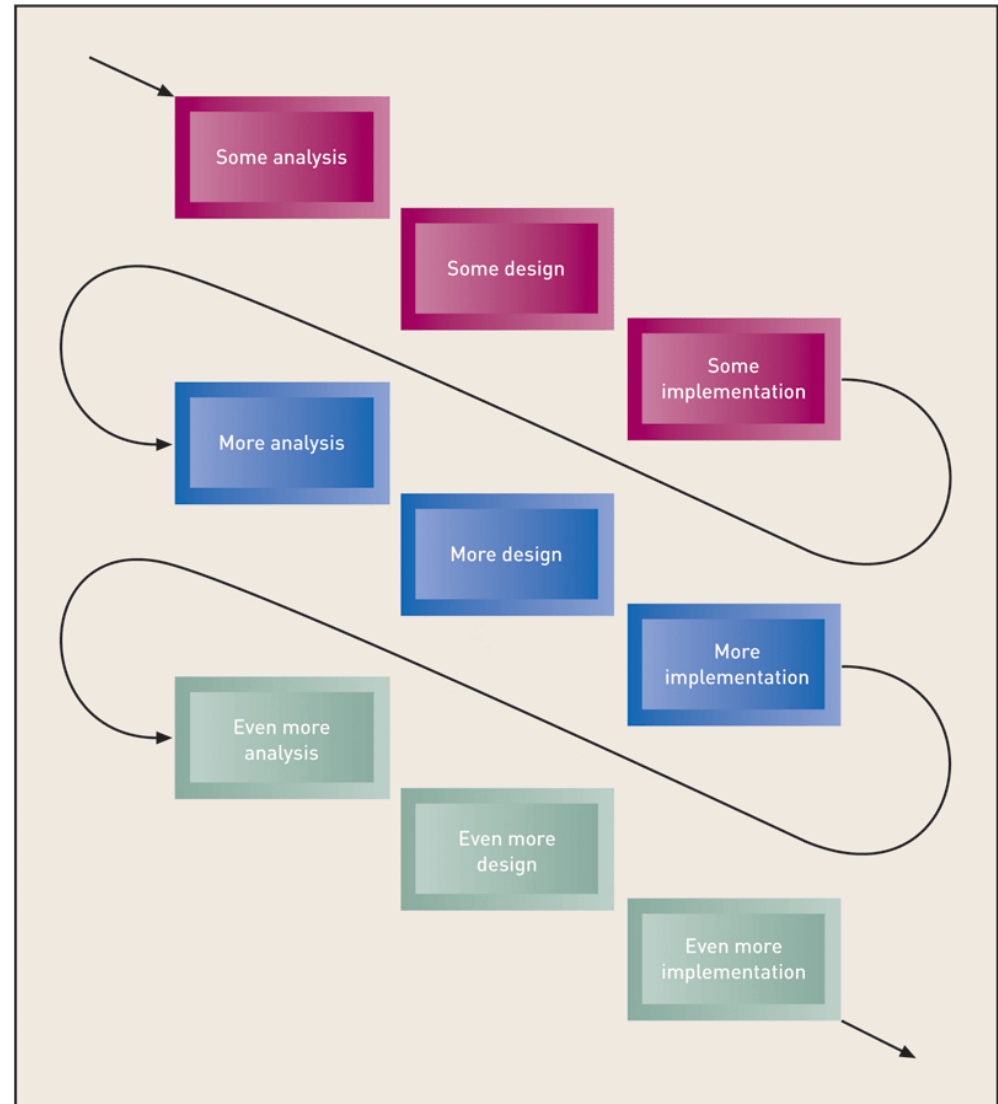 Some analysis
Some design
Some
implementation
More analysis
More design
More
implementation
Even more
analysis
Even more
design
Even more
implementation